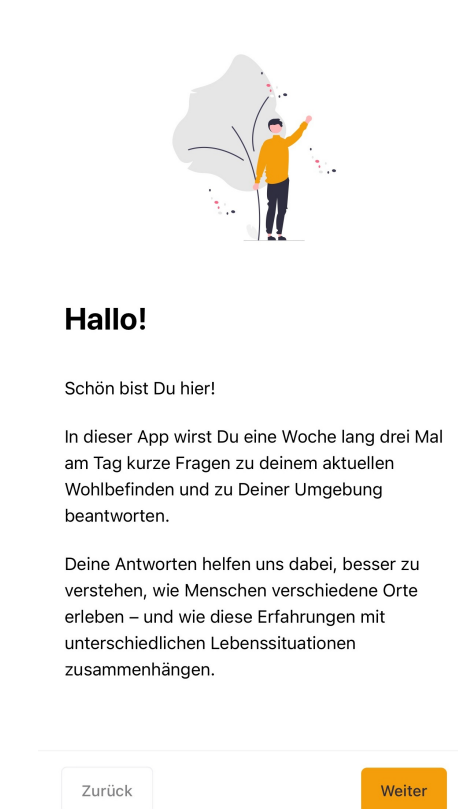 Hallo!
Schön bist Du hier!
In dieser App wirst Du eine Woche lang drei Mal
am Tag kurze Fragen zu deinem aktuellen
Wohlbefinden und zu Deiner Umgebung
beantworten.
Deine Antworten helfen uns dabei, besser zu
verstehen, wie Menschen verschiedene Orte
erleben – und wie diese Erfahrungen mit
unterschiedlichen Lebenssituationen
zusammenhängen.
Zurück
Weiter